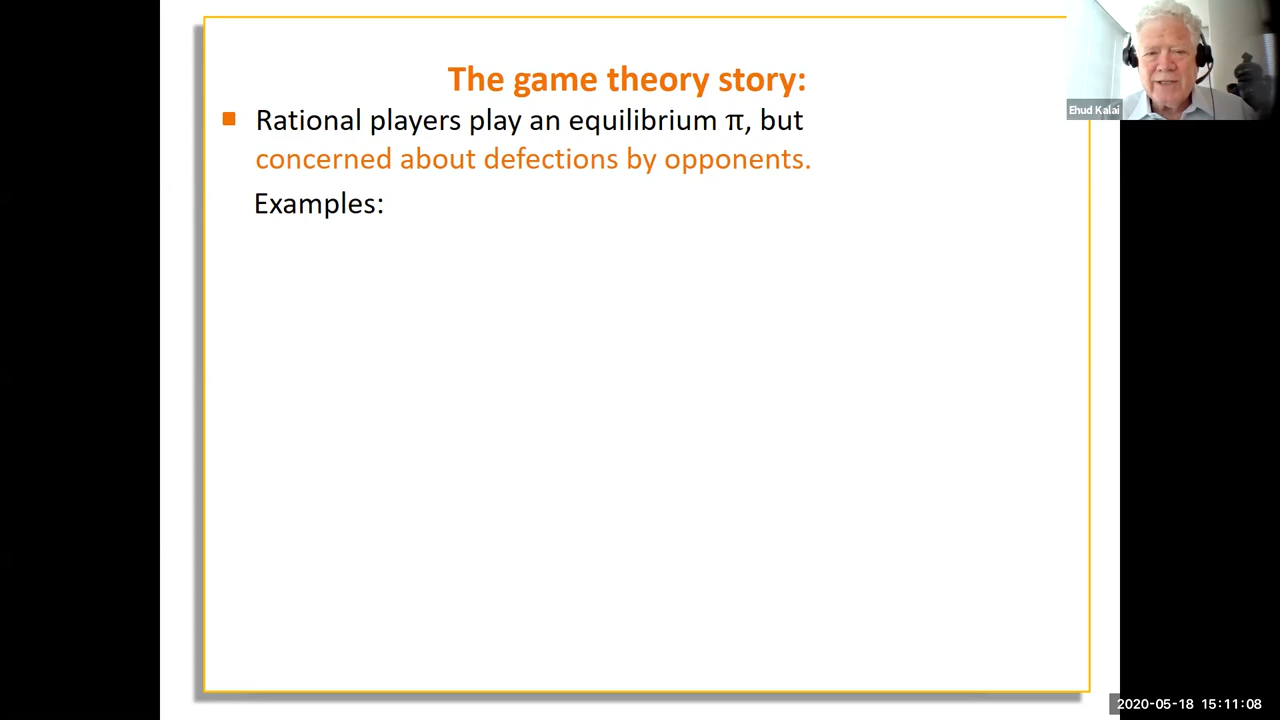 The game theory story:
Rational players play an equilibrium π, but
concerned about defections by opponents.
Examples:
Ehud Kalai
2020-05-18 15:11:08